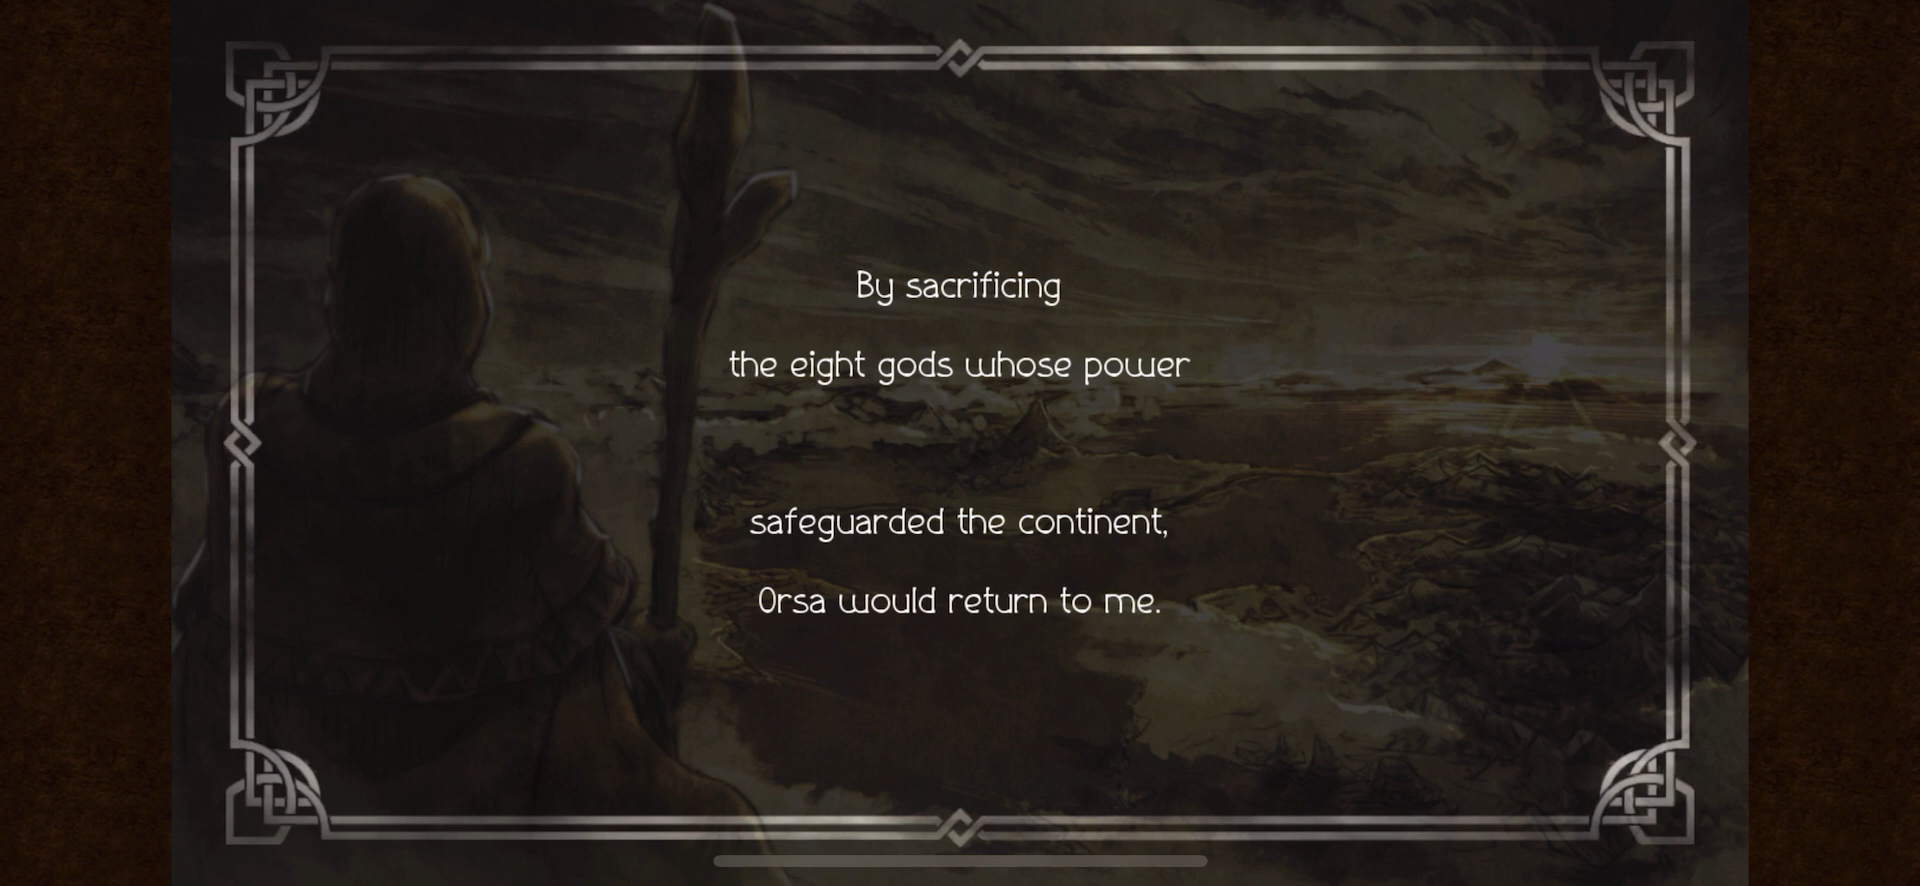 By sacrificing
the eight gods whose power
safeguarded the continent,
Orsa would return to me.